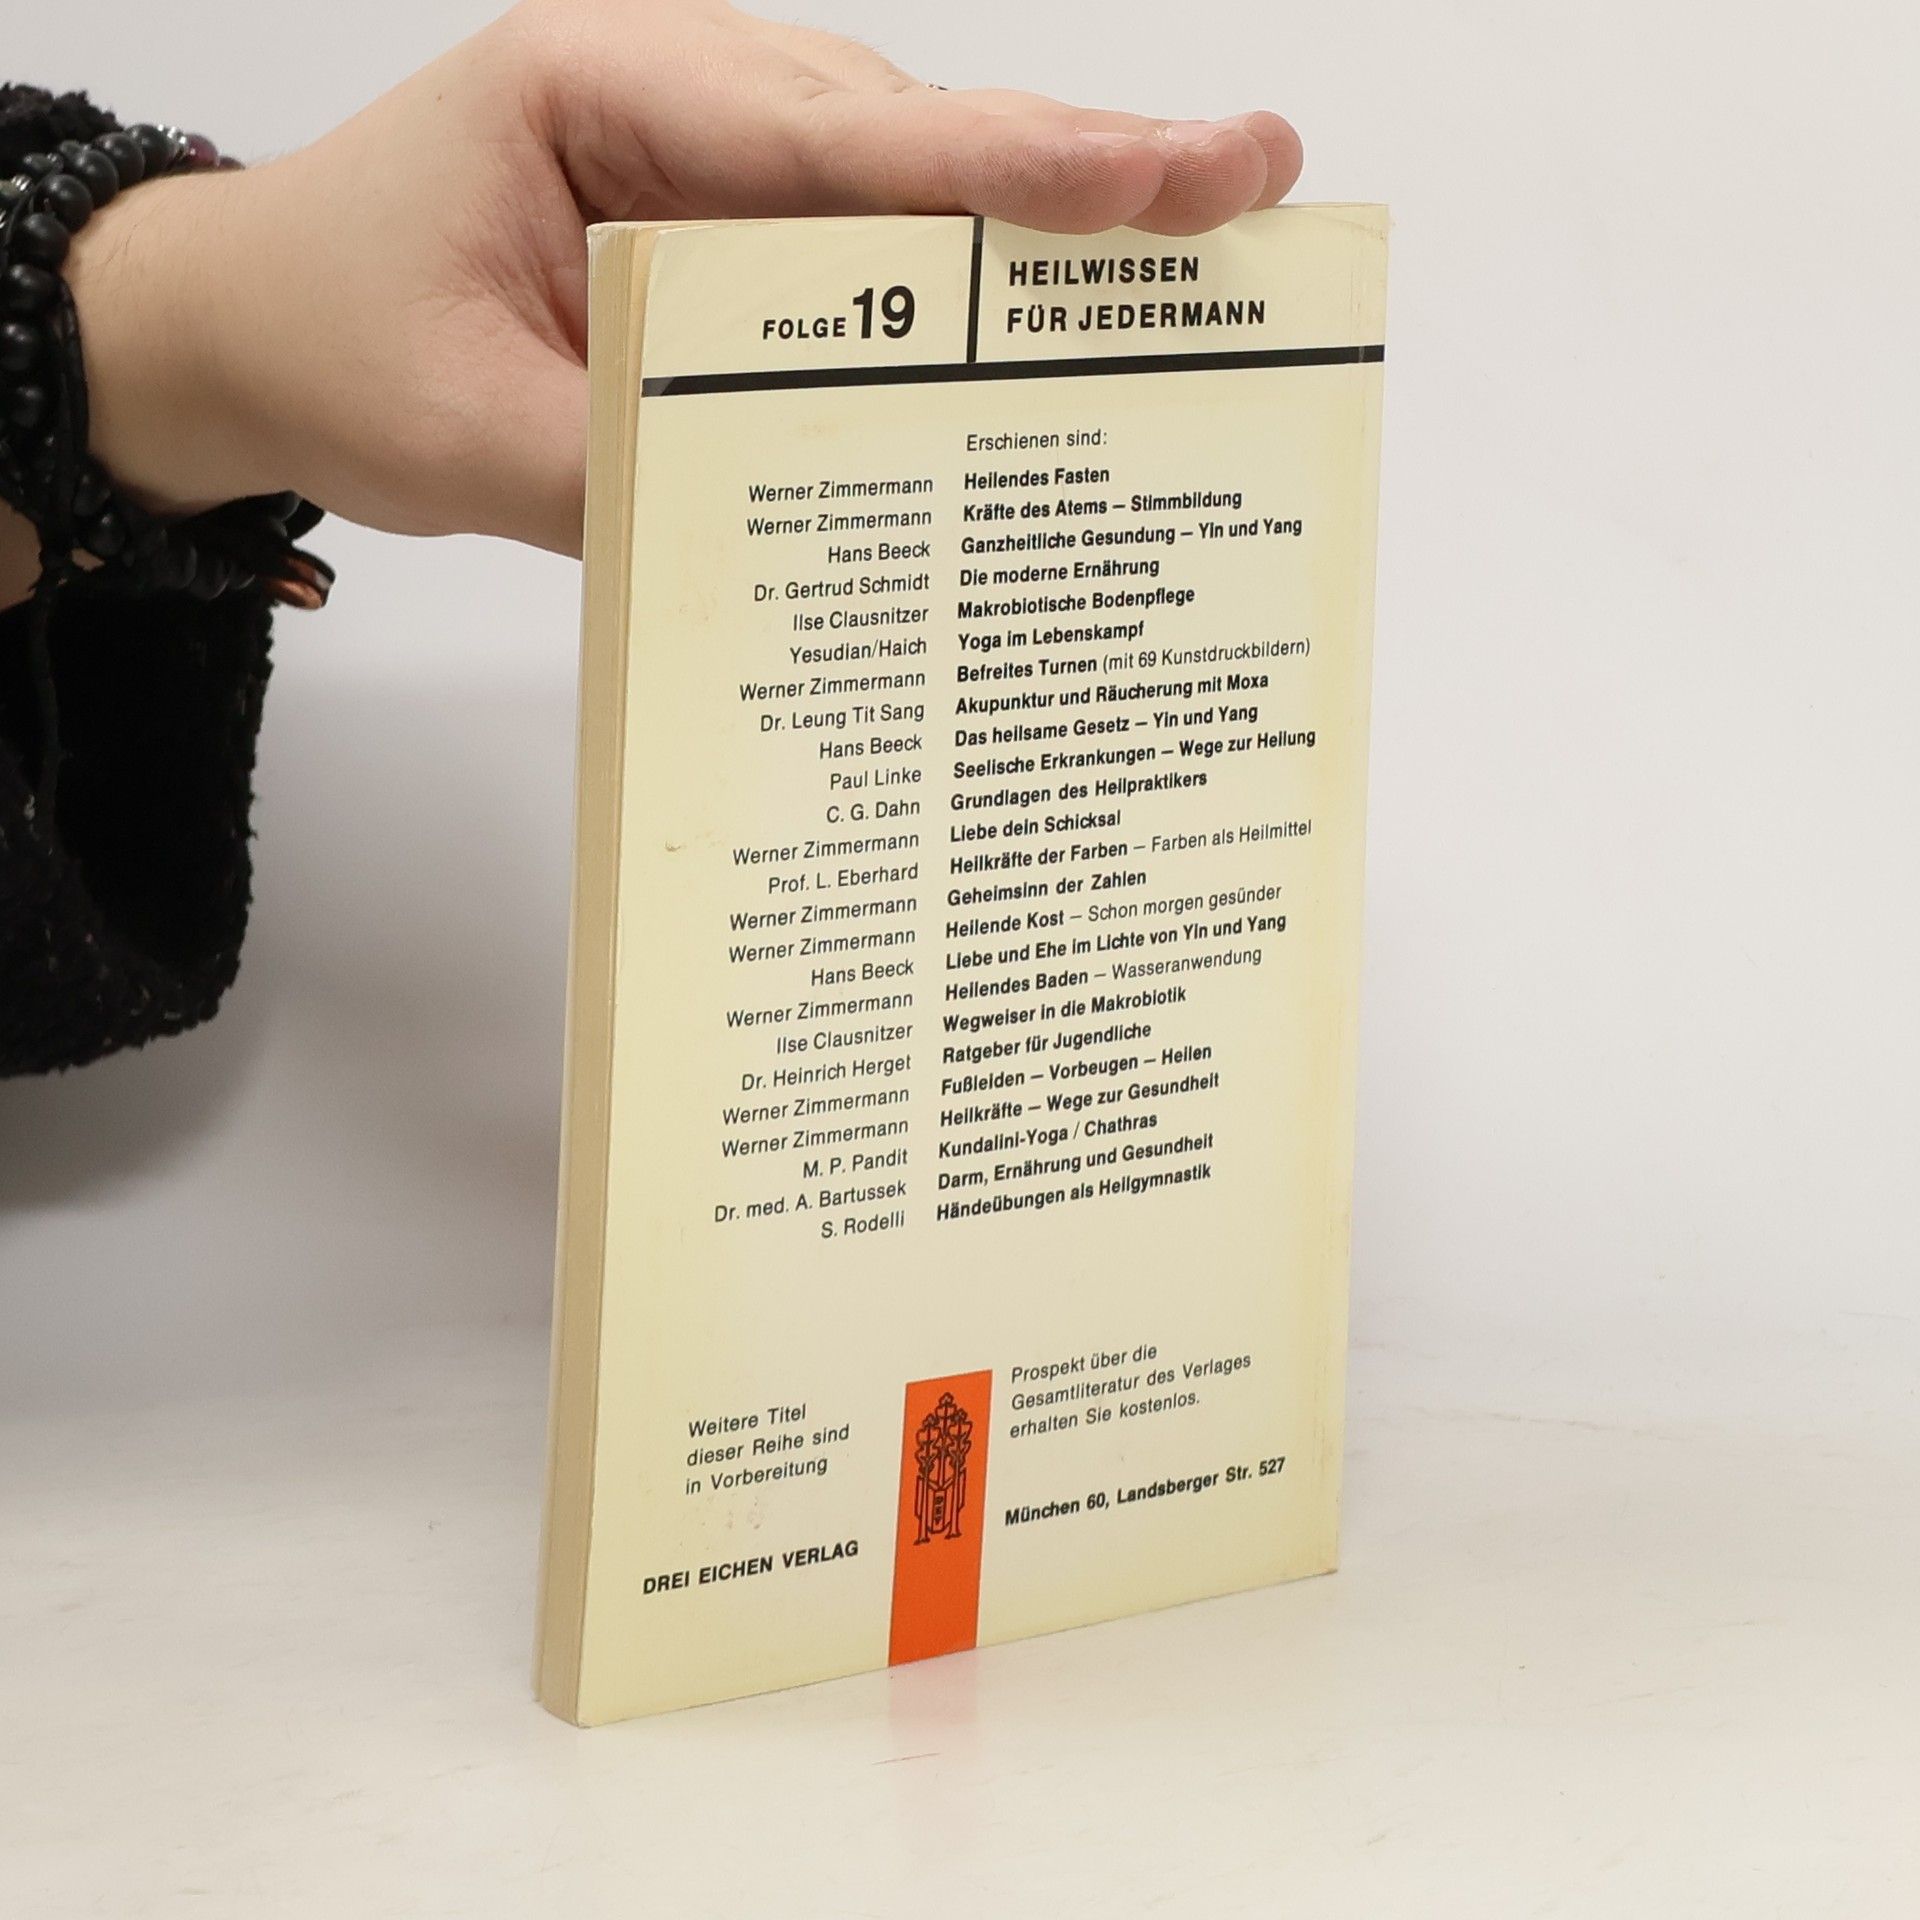 FOLGE 19
HEILWISSEN
FÜR JEDERMANN
Erschienen sind:
Werner Zimmermann Heilendes Fasten
Werner Zimmermann Kräfte des Atems – Stimmbildung
Hans Beeck Ganzheitliche Gesundung – Yin und Yang
Dr. Gertrud Schmidt Die moderne Ernährung
Ilse Clausnitzer Makrobiotische Bodenpflege
Yesudian/Haich Yoga im Lebenskampf
Werner Zimmermann Befreites Turnen (mit 69 Kunstdruckbildern)
Dr. Leung Tit Sang Akupunktur und Räucherung mit Moxa
Hans Beeck Das heilsame Gesetz – Yin und Yang
Paul Linke Seelische Erkrankungen – Wege zur Heilung
C. G. Dahn Grundlagen des Heilpraktikers
Werner Zimmermann Liebe dein Schicksal
Prof. L. Eberhard Heilkräfte der Farben – Farben als Heilmittel
Werner Zimmermann Geheimsinn der Zahlen
Werner Zimmermann Heilende Kost – Schon morgen gesünder
Hans Beeck Liebe und Ehe im Lichte von Yin und Yang
Werner Zimmermann Heilendes Baden – Wasseranwendung
Ilse Clausnitzer Wegweiser in die Makrobiotik
Dr. Heinrich Herget Ratgeber für Jugendliche
Werner Zimmermann Fußleiden – Vorbeugen – Heilen
Werner Zimmermann Heilkräfte – Wege zur Gesundheit
M. P. Pandit Kundalini-Yoga / Chathras
Dr. med. A. Bartussek Darm, Ernährung und Gesundheit
S. Rodelli Händeübungen als Heilgymnastik
Weitere Titel
dieser Reihe sind
in Vorbereitung
DREI EICHEN VERLAG
Prospekt über die
Gesamtliteratur des Verlages
erhalten Sie kostenlos.
München 60, Landsberger Str. 527